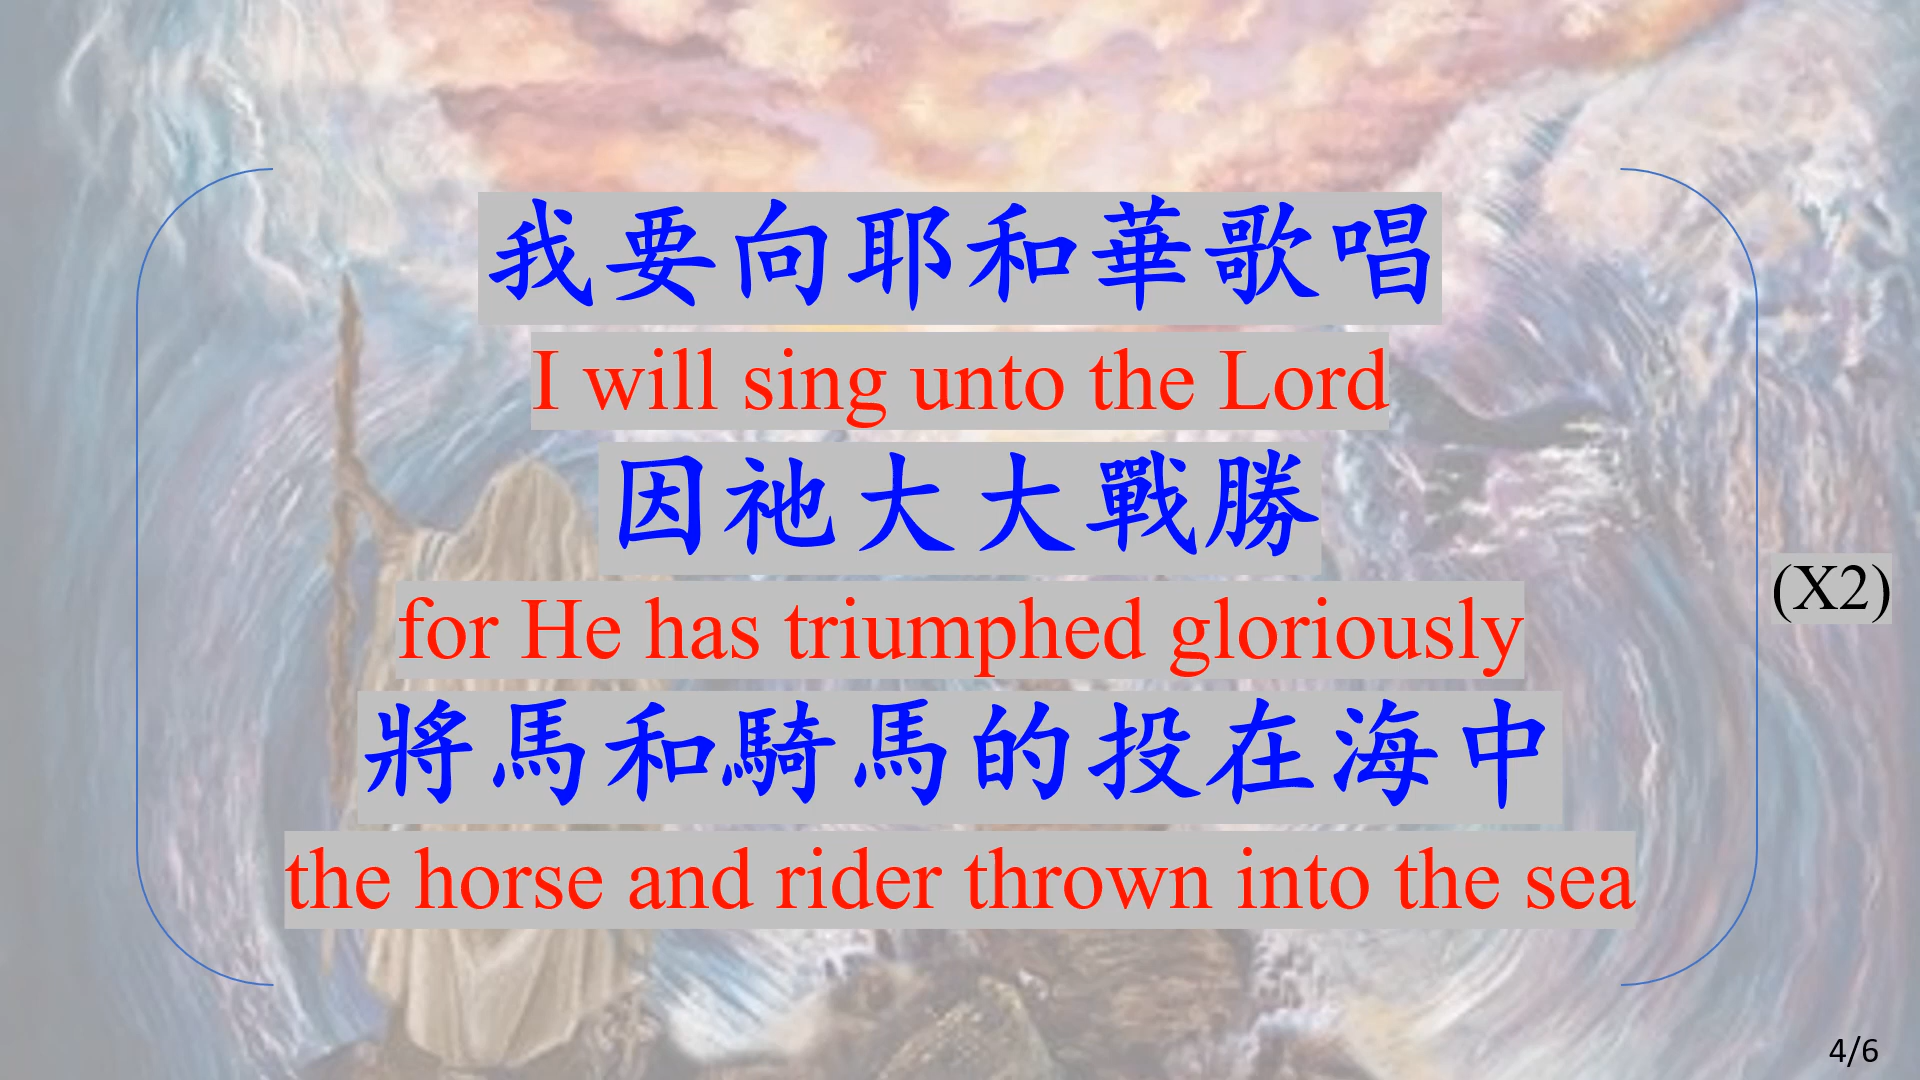 我要向耶和華歌唱
I will sing unto the Lord
因祂大大戰勝
for He has triumphed gloriously
(X2)
將馬和騎馬的投在海中
the horse and rider thrown into the sea
4/6